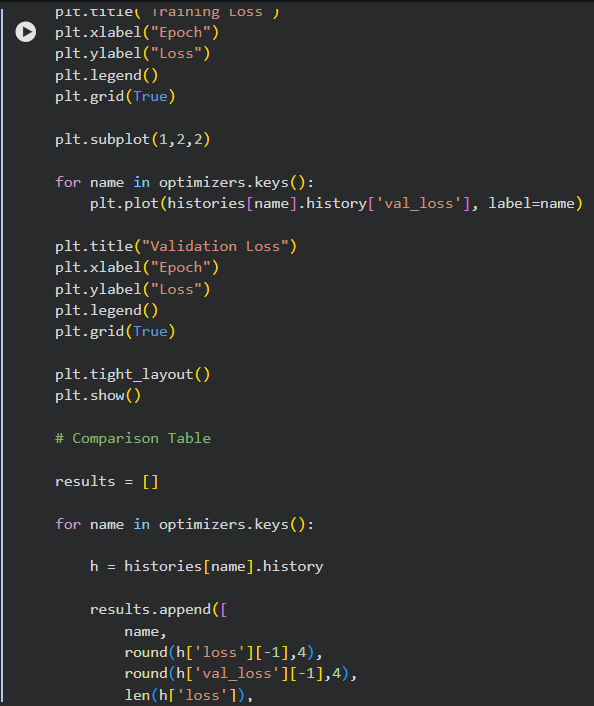 plt.title("Training Loss")
plt.xlabel("Epoch")
plt.ylabel("Loss")
plt.legend()
plt.grid(True)
plt.subplot(1,2,2)
for name in optimizers.keys():
    plt.plot(histories[name].history['val_loss'], label=name)
plt.title("Validation Loss")
plt.xlabel("Epoch")
plt.ylabel("Loss")
plt.legend()
plt.grid(True)
plt.tight_layout()
plt.show()
# Comparison Table
results = []
for name in optimizers.keys():
    h = histories[name].history
    results.append([
        name,
        round(h['loss'][-1],4),
        round(h['val_loss'][-1],4),
        len(h['loss']),